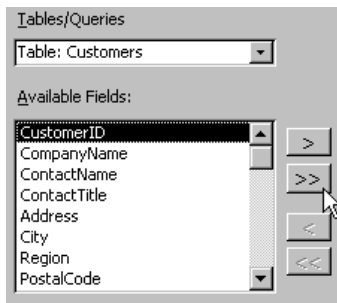 Tables/Queries
Table: Customers
Available Fields:
CustomerID
CompanyName
ContactName
ContactTitle
Address
City
Region
PostalCode
>
>>
<
<<